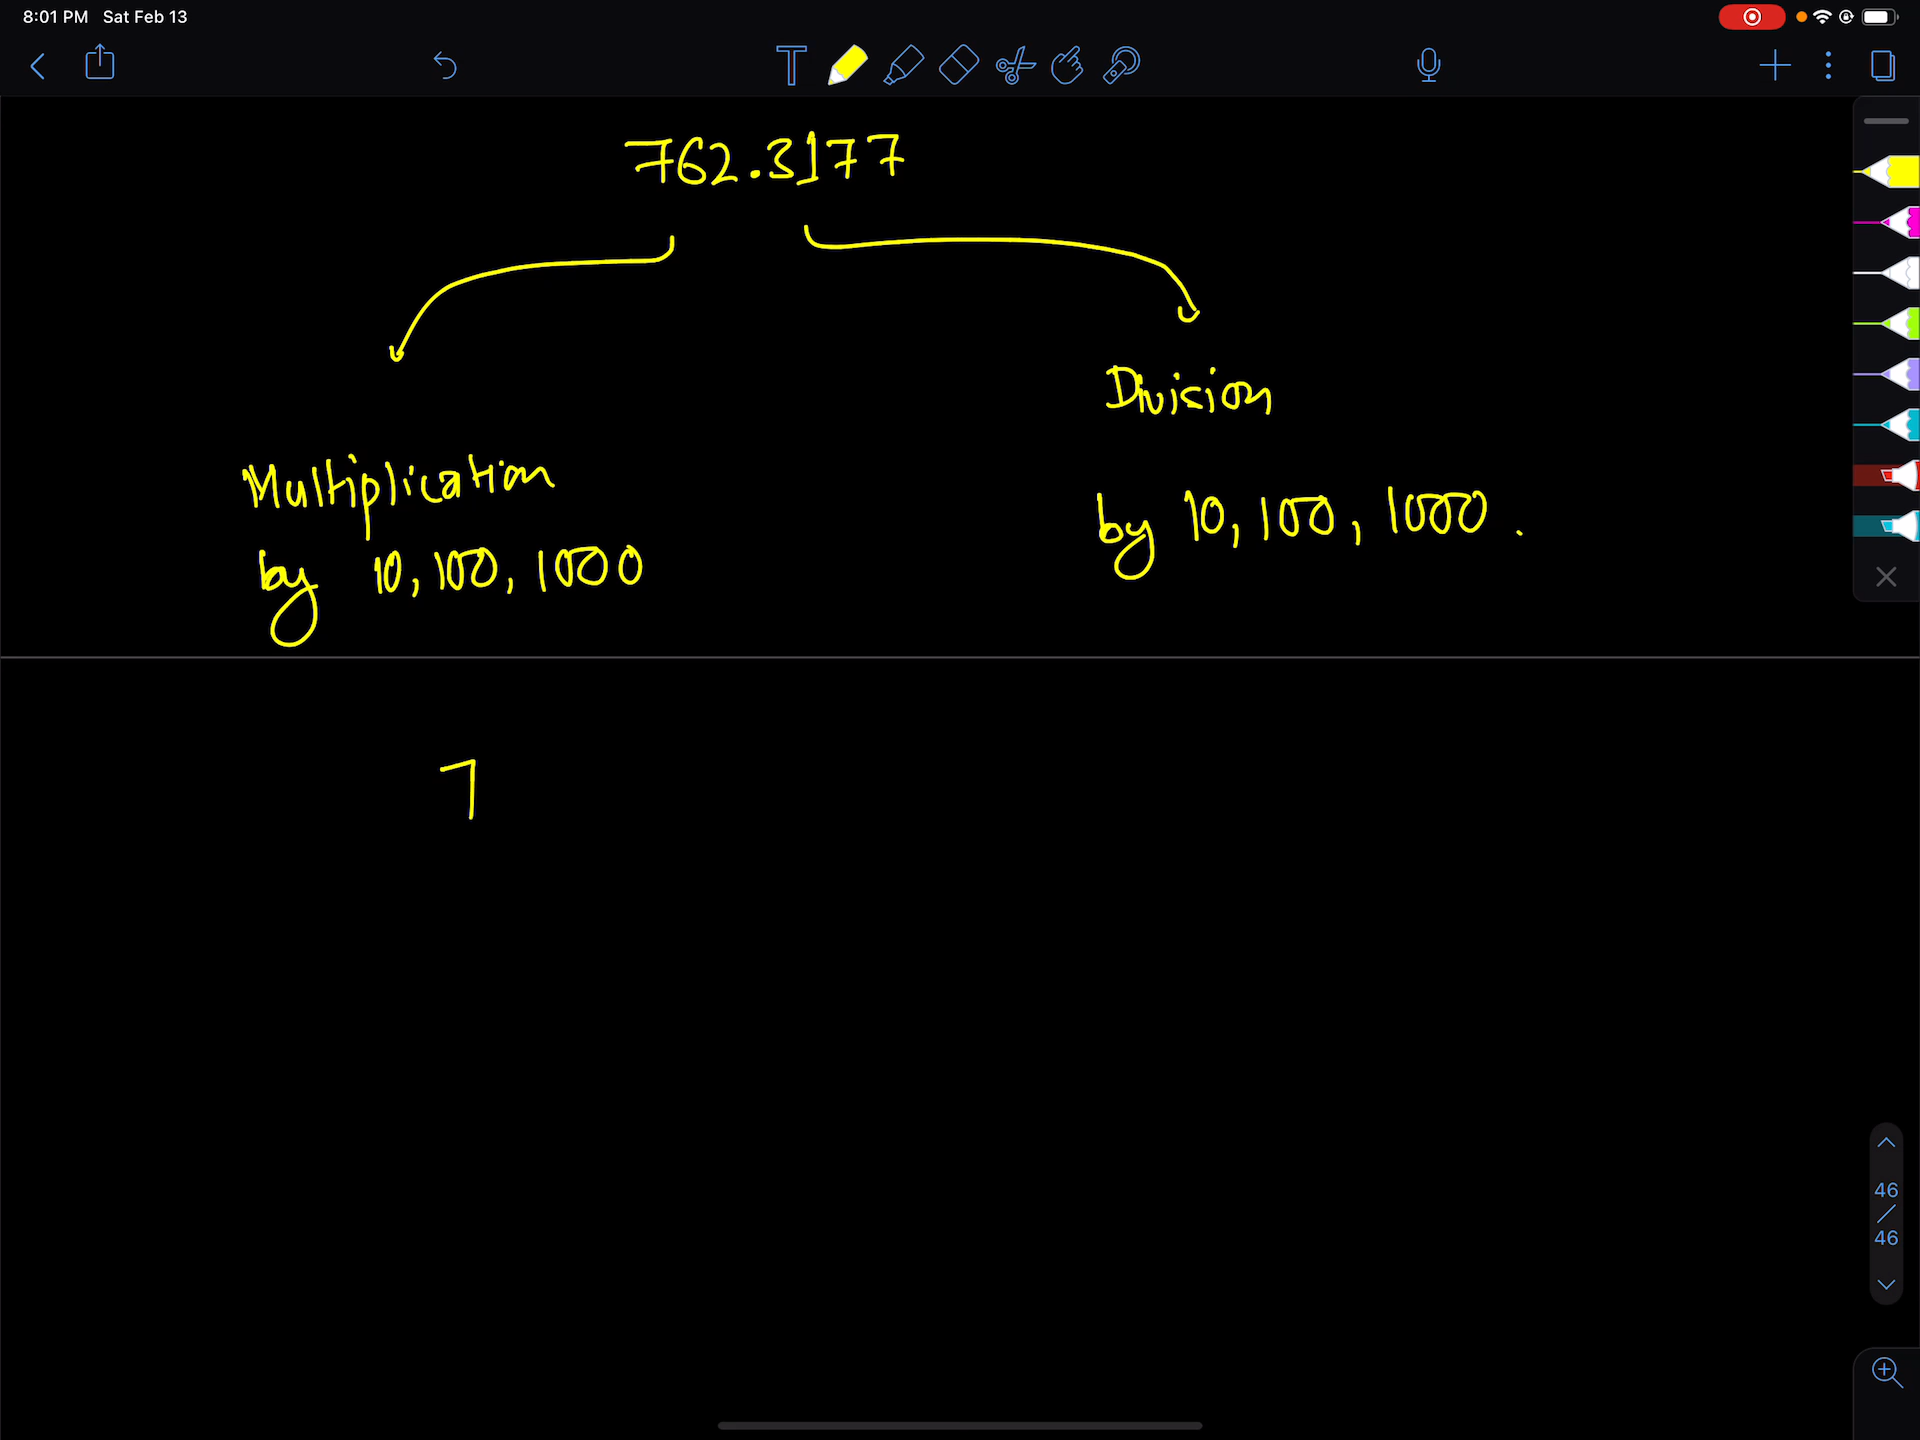 8:01 PM Sat Feb 13
762.3177
Division
Multiplication
by 10, 100, 1000.
by 10, 100, 1000
7
46
/
46